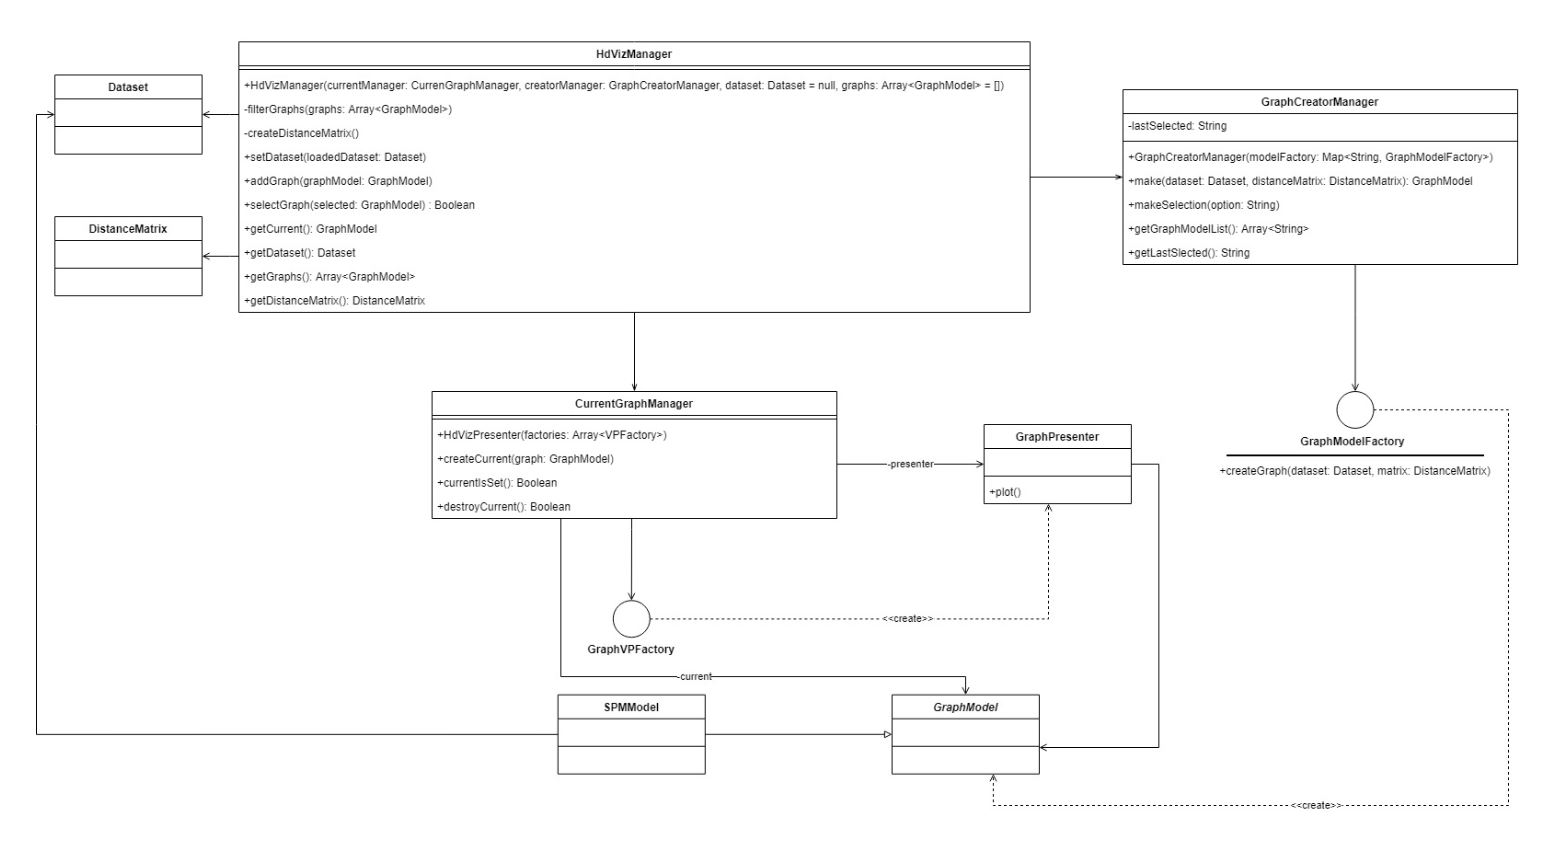 HdVizManager
+HdVizManager(currentManager: CurrenGraphManager, creatorManager: GraphCreatorManager, dataset: Dataset = null, graphs: Array<GraphModel> = [])
-filterGraphs(graphs: Array<GraphModel>)
-createDistanceMatrix()
+setDataset(loadedDataset: Dataset)
+addGraph(graphModel: GraphModel)
+selectGraph(selected: GraphModel) : Boolean
+getCurrent(): GraphModel
+getDataset(): Dataset
+getGraphs(): Array<GraphModel>
+getDistanceMatrix(): DistanceMatrix
Dataset
DistanceMatrix
GraphCreatorManager
-lastSelected: String
+GraphCreatorManager(modelFactory: Map<String, GraphModelFactory>)
+make(dataset: Dataset, distanceMatrix: DistanceMatrix): GraphModel
+makeSelection(option: String)
+getGraphModelList(): Array<String>
+getLastSlected(): String
CurrentGraphManager
+HdVizPresenter(factories: Array<VPFactory>)
+createCurrent(graph: GraphModel)
+currentIsSet(): Boolean
+destroyCurrent(): Boolean
-presenter
GraphPresenter
+plot()
GraphModelFactory
+createGraph(dataset: Dataset, matrix: DistanceMatrix)
<<create>>
GraphVPFactory
-current
SPMModel
GraphModel
<<create>>